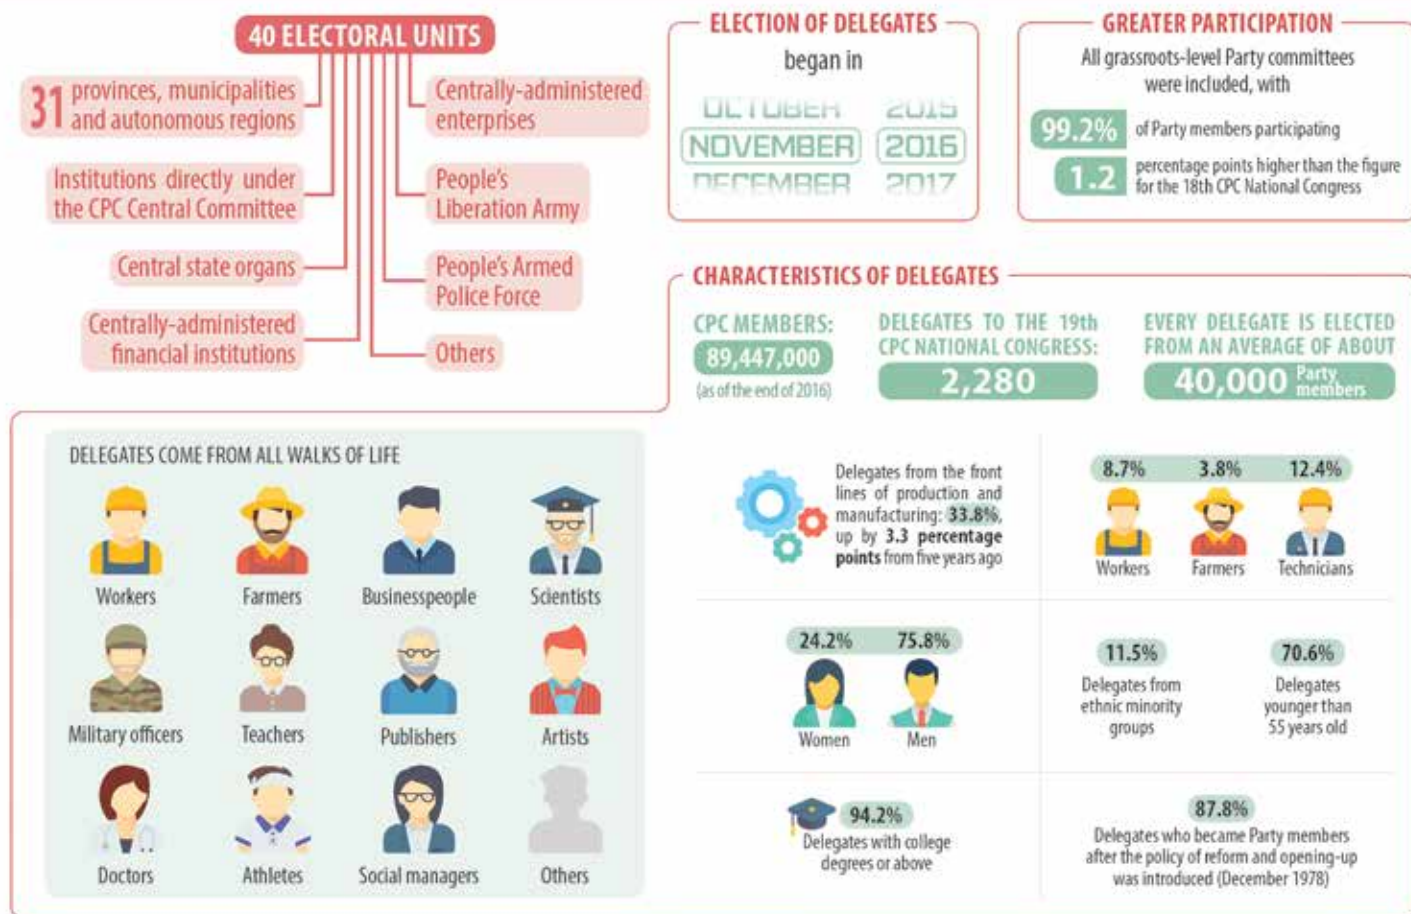 40 ELECTORAL UNITS
31 provinces, municipalities
and autonomous regions
Institutions directly under
the CPC Central Committee
Central state organs
Centrally-administered
financial institutions
Centrally-administered
enterprises
People's
Liberation Army
People's Armed
Police Force
Others
ELECTION OF DELEGATES
began in
OCTOBER 2015
NOVEMBER 2016
DECEMBER 2017
GREATER PARTICIPATION
All grassroots-level Party committees
were included, with
99.2% of Party members participating
1.2 percentage points higher than the figure
for the 18th CPC National Congress
CHARACTERISTICS OF DELEGATES
CPC MEMBERS:
89,447,000
(as of the end of 2016)
DELEGATES TO THE 19th
CPC NATIONAL CONGRESS:
2,280
EVERY DELEGATE IS ELECTED
FROM AN AVERAGE OF ABOUT
40,000 Party
members
DELEGATES COME FROM ALL WALKS OF LIFE
Workers Farmers Businesspeople Scientists
Military officers Teachers Publishers Artists
Doctors Athletes Social managers Others
Delegates from the front
lines of production and
manufacturing: 33.8%,
up by 3.3 percentage
points from five years ago
8.7% 3.8% 12.4%
Workers Farmers Technicians
24.2% 75.8%
Women Men
11.5%
Delegates from
ethnic minority
groups
70.6%
Delegates
younger than
55 years old
94.2%
Delegates with college
degrees or above
87.8%
Delegates who became Party members
after the policy of reform and opening-up
was introduced (December 1978)